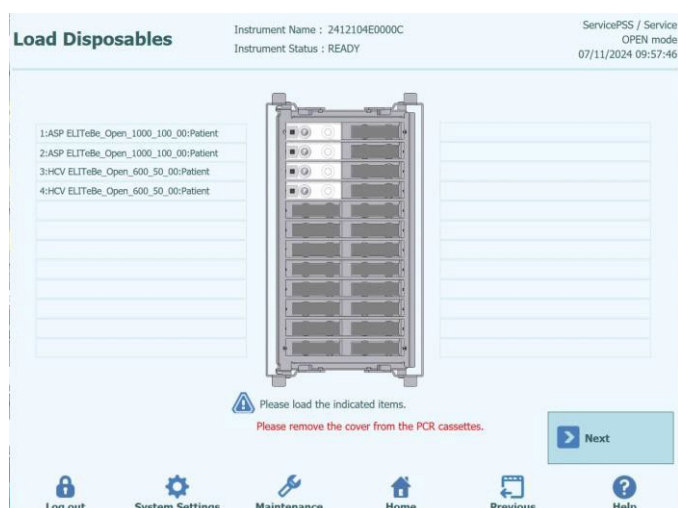 Load Disposables
Instrument Name : 2412104E0000C
Instrument Status : READY
ServicePSS / Service
OPEN mode
07/11/2024 09:57:46
1:ASP ELITeBe_Open_1000_100_00:Patient
2:ASP ELITeBe_Open_1000_100_00:Patient
3:HCV ELITeBe_Open_600_50_00:Patient
4:HCV ELITeBe_Open_600_50_00:Patient
Please load the indicated items.
Please remove the cover from the PCR cassettes.
Next
Log out System Settings Maintenance Home Previous Help